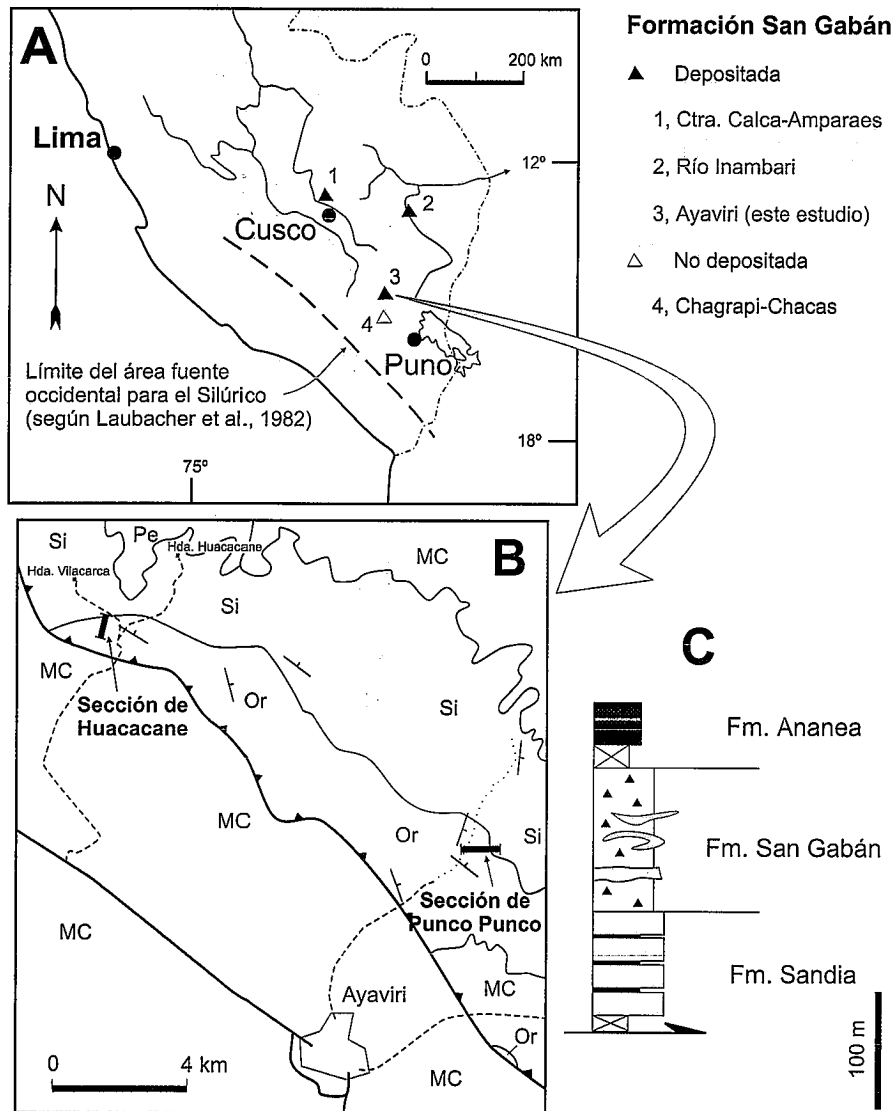 A
Lima
N
Cusco
Puno
1
2
3
4
0
200 km
12º
18º
75º
Límite del área fuente
occidental para el Silúrico
(según Laubacher et al., 1982)
Formación San Gabán
Depositada
1, Ctra. Calca-Amparaes
2, Río Inambari
3, Ayaviri (este estudio)
No depositada
4, Chagrapi-Chacas
B
Si
Pe
Hda. Huacacane
Hda. Vilacarca
MC
Si
MC
Sección de
Huacacane
Or
Si
MC
Or
Si
Sección de
Punco Punco
MC
Ayaviri
MC
Or
MC
0
4 km
C
Fm. Ananea
Fm. San Gabán
Fm. Sandia
100 m